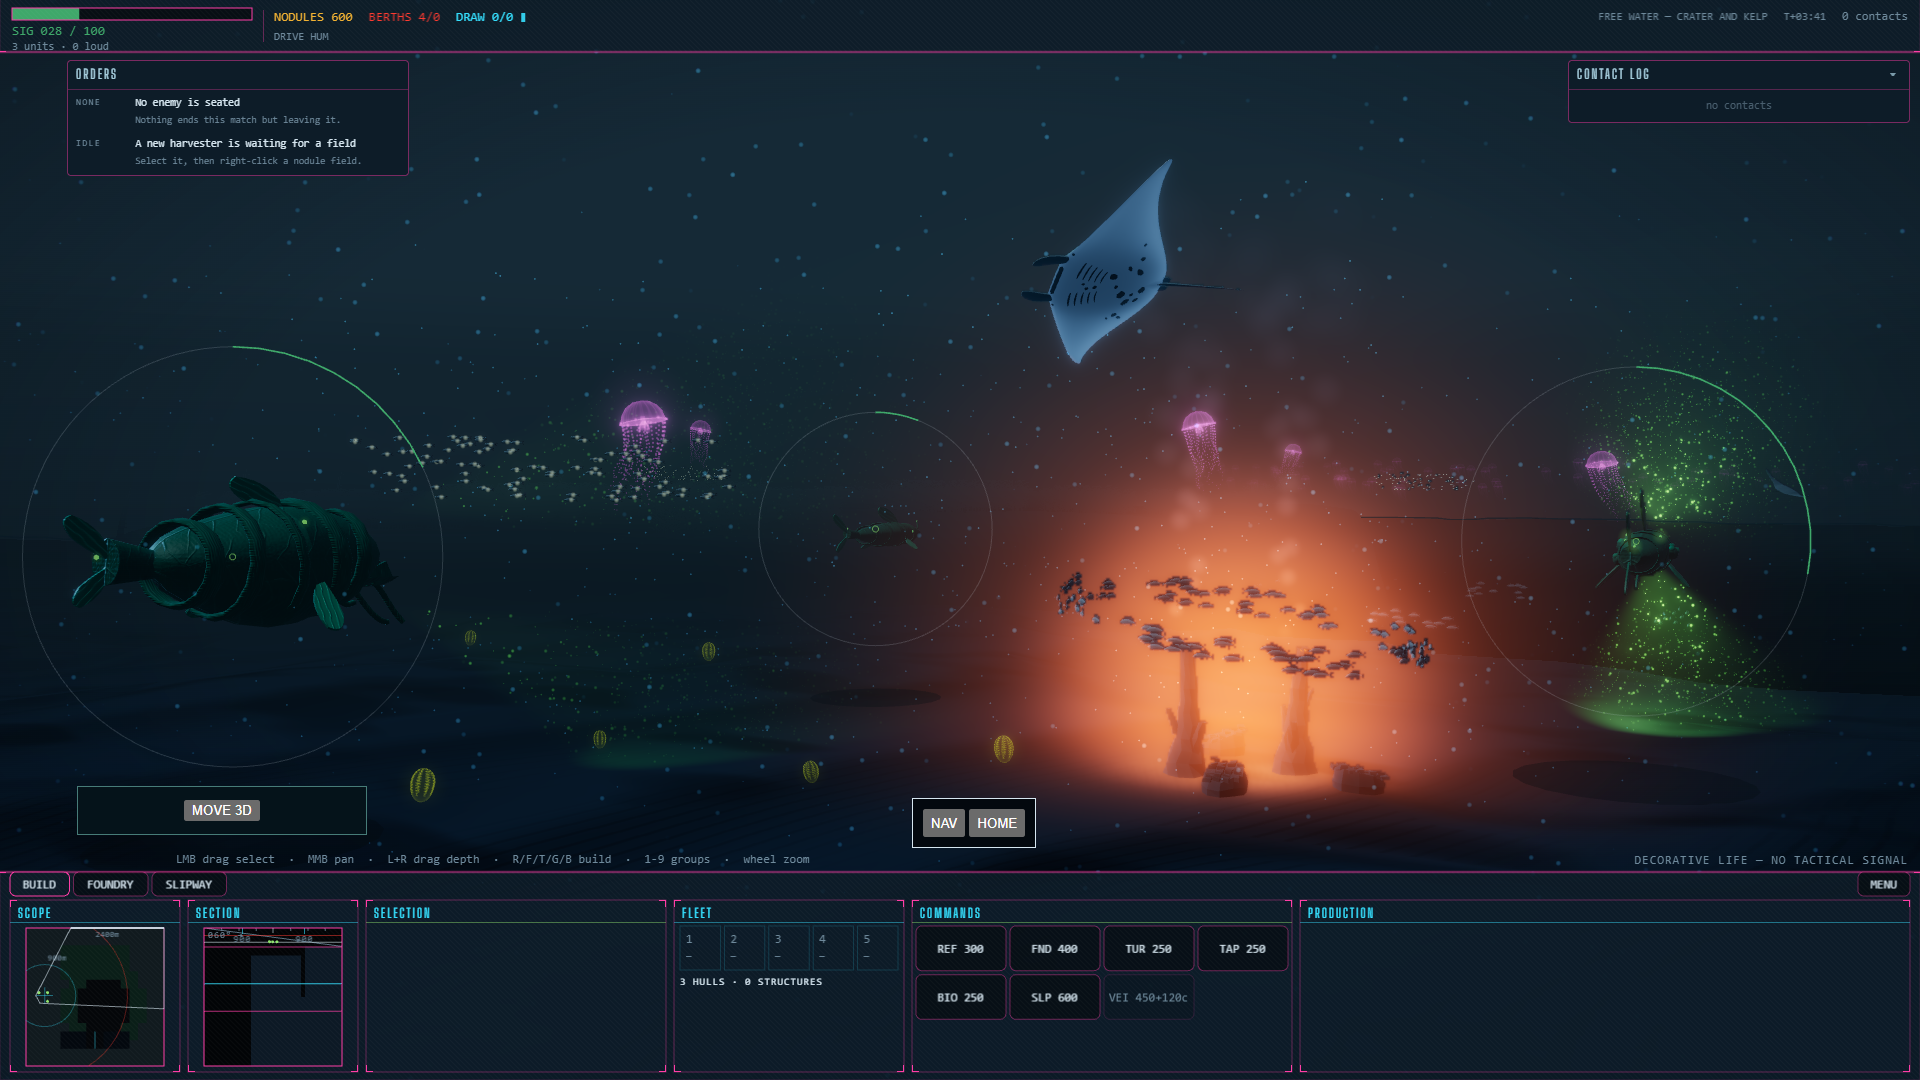 SIG 028 / 100
3 units · 0 loud
NODULES 600 BERTHS 4/0 DRAW 0/0
DRIVE HUM
FREE WATER — CRATER AND KELP T+03:41 0 contacts
ORDERS
NONE No enemy is seated
Nothing ends this match but leaving it.
IDLE A new harvester is waiting for a field
Select it, then right-click a nodule field.
CONTACT LOG
no contacts
MOVE 3D
NAV HOME
LMB drag select · MMB pan · L+R drag depth · R/F/T/G/B build · 1-9 groups · wheel zoom
DECORATIVE LIFE — NO TACTICAL SIGNAL
BUILD FOUNDRY SLIPWAY
MENU
SCOPE
2400m
900m
SECTION
060°
900 900
SELECTION
FLEET
1 2 3 4 5
— — — — —
3 HULLS · 0 STRUCTURES
COMMANDS
REF 300 FND 400 TUR 250 TAP 250
BIO 250 SLP 600 VEI 450+120c
PRODUCTION